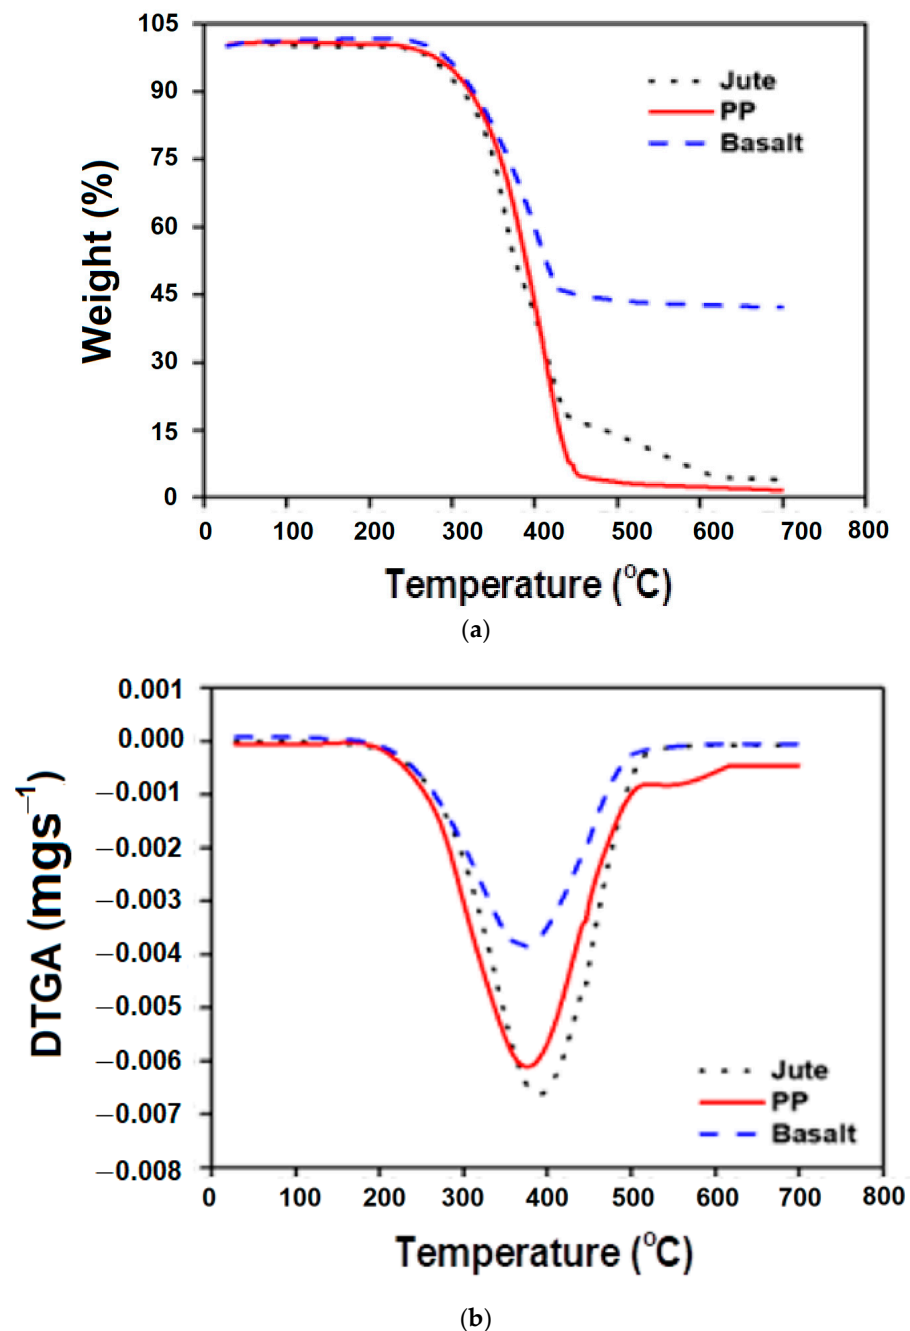 105
90
75
60
45
30
15
0
Weight (%)
Jute
PP
Basalt
0 100 200 300 400 500 600 700 800
Temperature (°C)
(a)
0.001
0.000
−0.001
−0.002
−0.003
−0.004
−0.005
−0.006
−0.007
−0.008
DTGA (mgs⁻¹)
Jute
PP
Basalt
0 100 200 300 400 500 600 700 800
Temperature (°C)
(b)